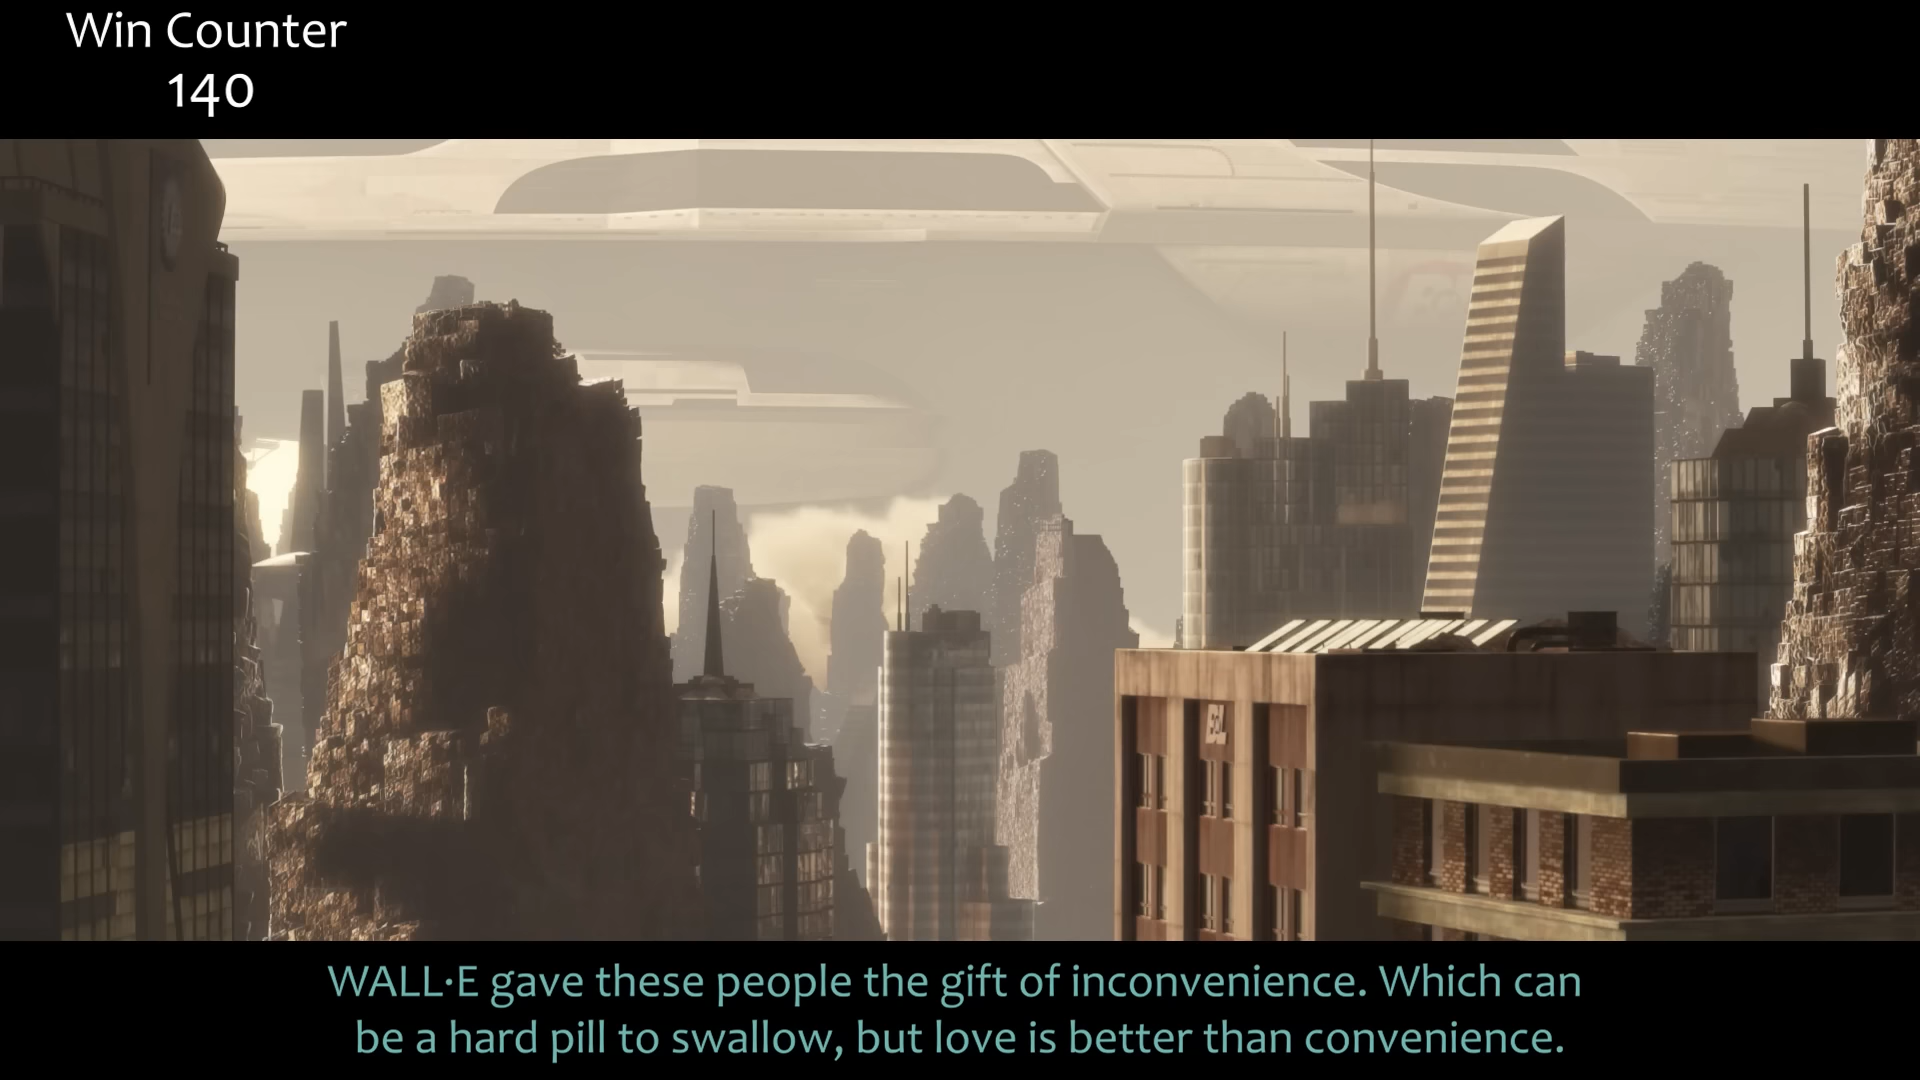 Win Counter
140
BnL
WALL·E gave these people the gift of inconvenience. Which can
be a hard pill to swallow, but love is better than convenience.